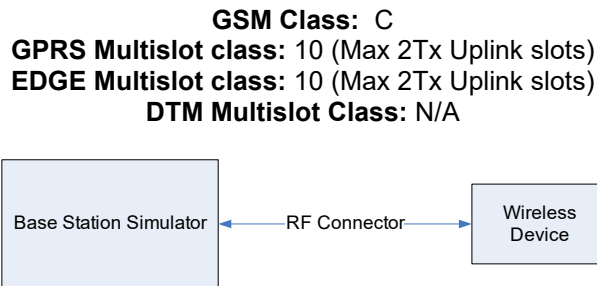 GSM Class: C
GPRS Multislot class: 10 (Max 2Tx Uplink slots)
EDGE Multislot class: 10 (Max 2Tx Uplink slots)
DTM Multislot Class: N/A
Base Station Simulator
RF Connector
Wireless
Device